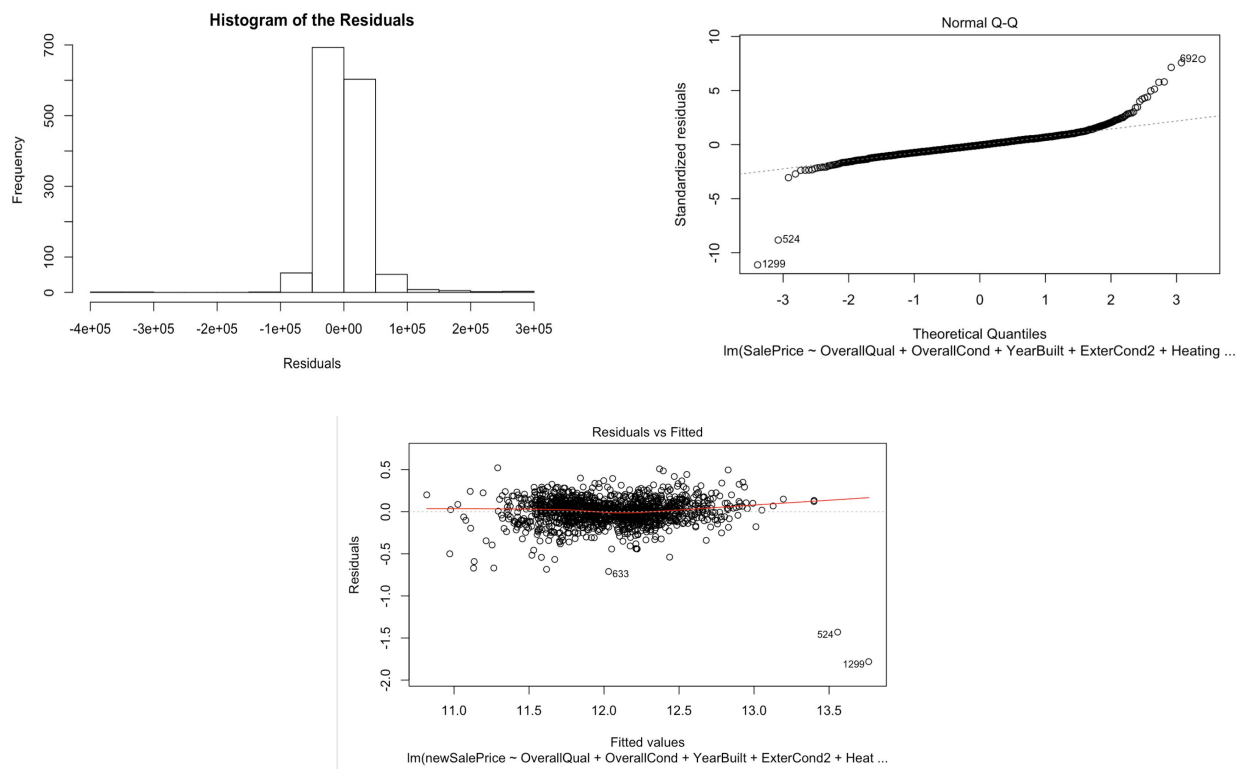 Histogram of the Residuals
Frequency
700
500
300
100
0
-4e+05 -3e+05 -2e+05 -1e+05 0e+00 1e+05 2e+05 3e+05
Residuals
Normal Q-Q
Standardized residuals
10
5
0
-5
-10
692
524
1299
-3 -2 -1 0 1 2 3
Theoretical Quantiles
lm(SalePrice ~ OverallQual + OverallCond + YearBuilt + ExterCond2 + Heating ...
Residuals vs Fitted
Residuals
0.5
0.0
-0.5
-1.0
-1.5
-2.0
633
524
1299
11.0 11.5 12.0 12.5 13.0 13.5
Fitted values
lm(newSalePrice ~ OverallQual + OverallCond + YearBuilt + ExterCond2 + Heat ...